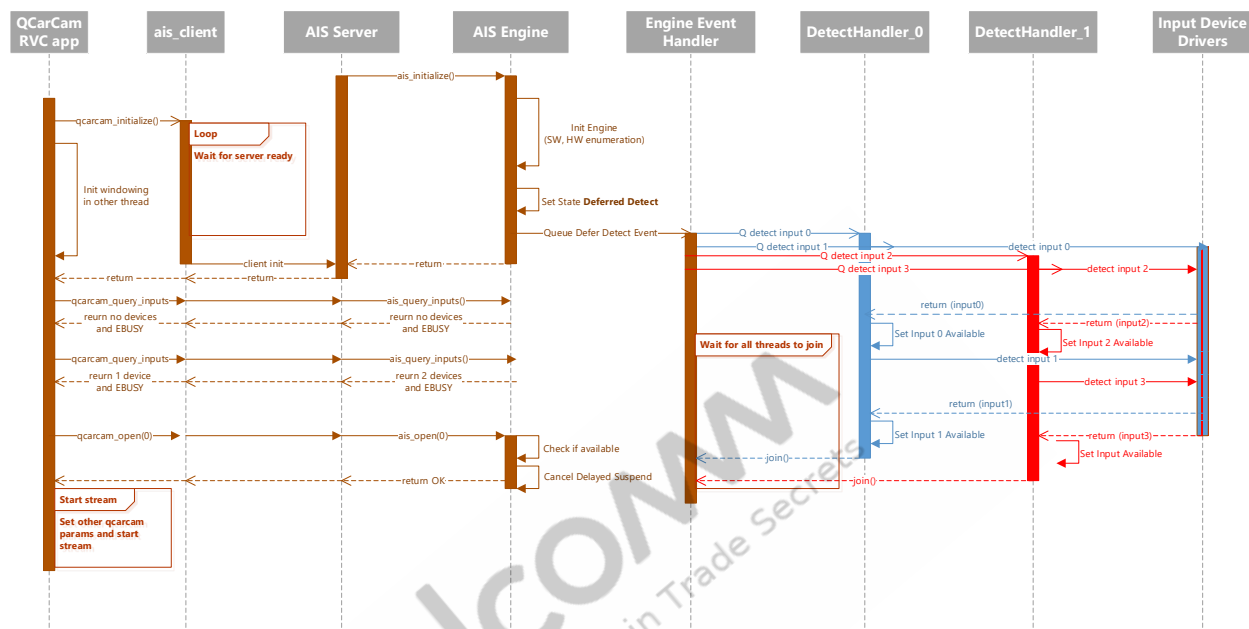 QCarCam
RVC app
ais_client
AIS Server
AIS Engine
Engine Event
Handler
DetectHandler_0
DetectHandler_1
Input Device
Drivers
ais_initialize()
qcarcam_initialize()
Loop
Wait for server ready
Init Engine
(SW, HW enumeration)
Init windowing
in other thread
Set State Deferred Detect
Queue Defer Detect Event
Q detect input 0
Q detect input 1
detect input 0
Q detect input 2
Q detect input 3
detect input 2
client init
return
return
return
qcarcam_query_inputs
ais_query_inputs()
return (input0)
reurn no devices
and EBUSY
reurn no devices
and EBUSY
return (input2)
Set Input 0 Available
Wait for all threads to join
Set Input 2 Available
qcarcam_query_inputs
ais_query_inputs()
detect input 1
reurn 1 device
and EBUSY
reurn 2 devices
and EBUSY
detect input 3
return (input1)
qcarcam_open(0)
ais_open(0)
Set Input 1 Available
return (input3)
Check if available
Set Input Available
join()
Cancel Delayed Suspend
return OK
join()
Start stream
Set other qcarcam
params and start
stream
lcomm
in Trade Secrets